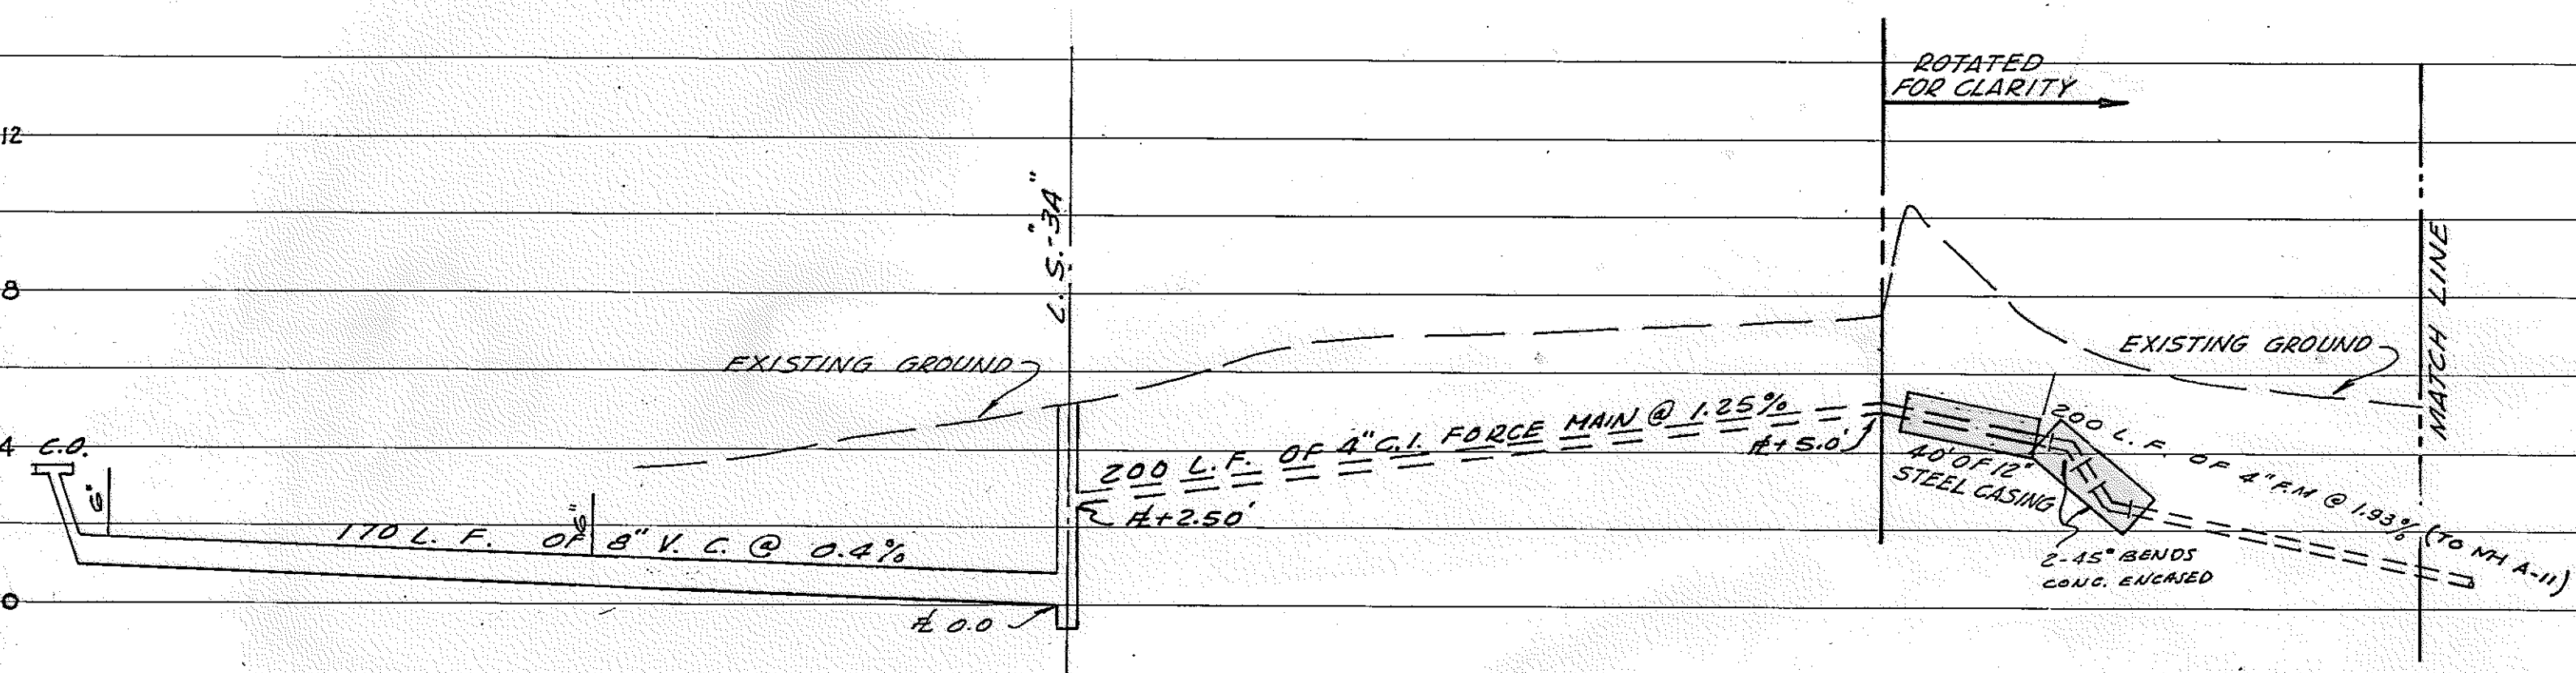 ROTATED
FOR CLARITY
12
L.S.-"3A"
8
MATCH LINE
EXISTING GROUND
EXISTING GROUND
4
C.O.
200 L.F. OF 4" C.I. FORCE MAIN @ 1.25%
+5.0'
40' OF 12"
STEEL CASING
200 L.F. OF 4" F.M @ 1.93% (TO MH A-11)
6"
6"
+2.50'
170 L.F. OF 8" V.C. @ 0.4%
2-45° BENDS
CONC. ENCASED
0
0.0